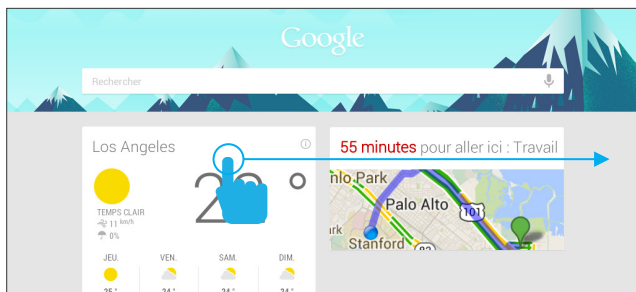 Google
Rechercher
Los Angeles
TEMPS CLAIR
11 km/h
0%
JEU. VEN. SAM. DIM.
55 minutes pour aller ici : Travail
nlo Park
Palo Alto
101
Stanford